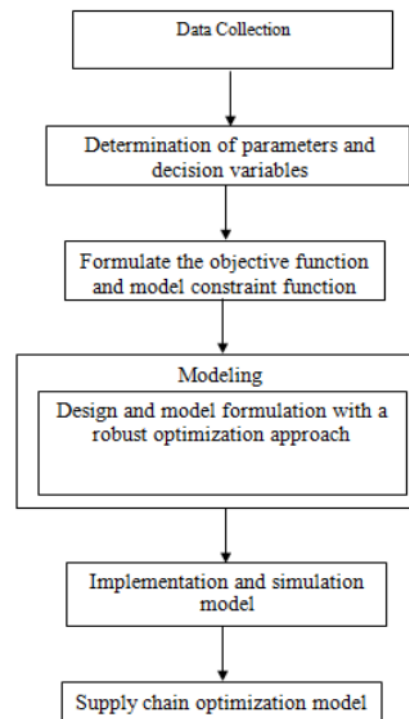 Data Collection
Determination of parameters and
decision variables
Formulate the objective function
and model constraint function
Modeling
Design and model formulation with a
robust optimization approach
Implementation and simulation
model
Supply chain optimization model